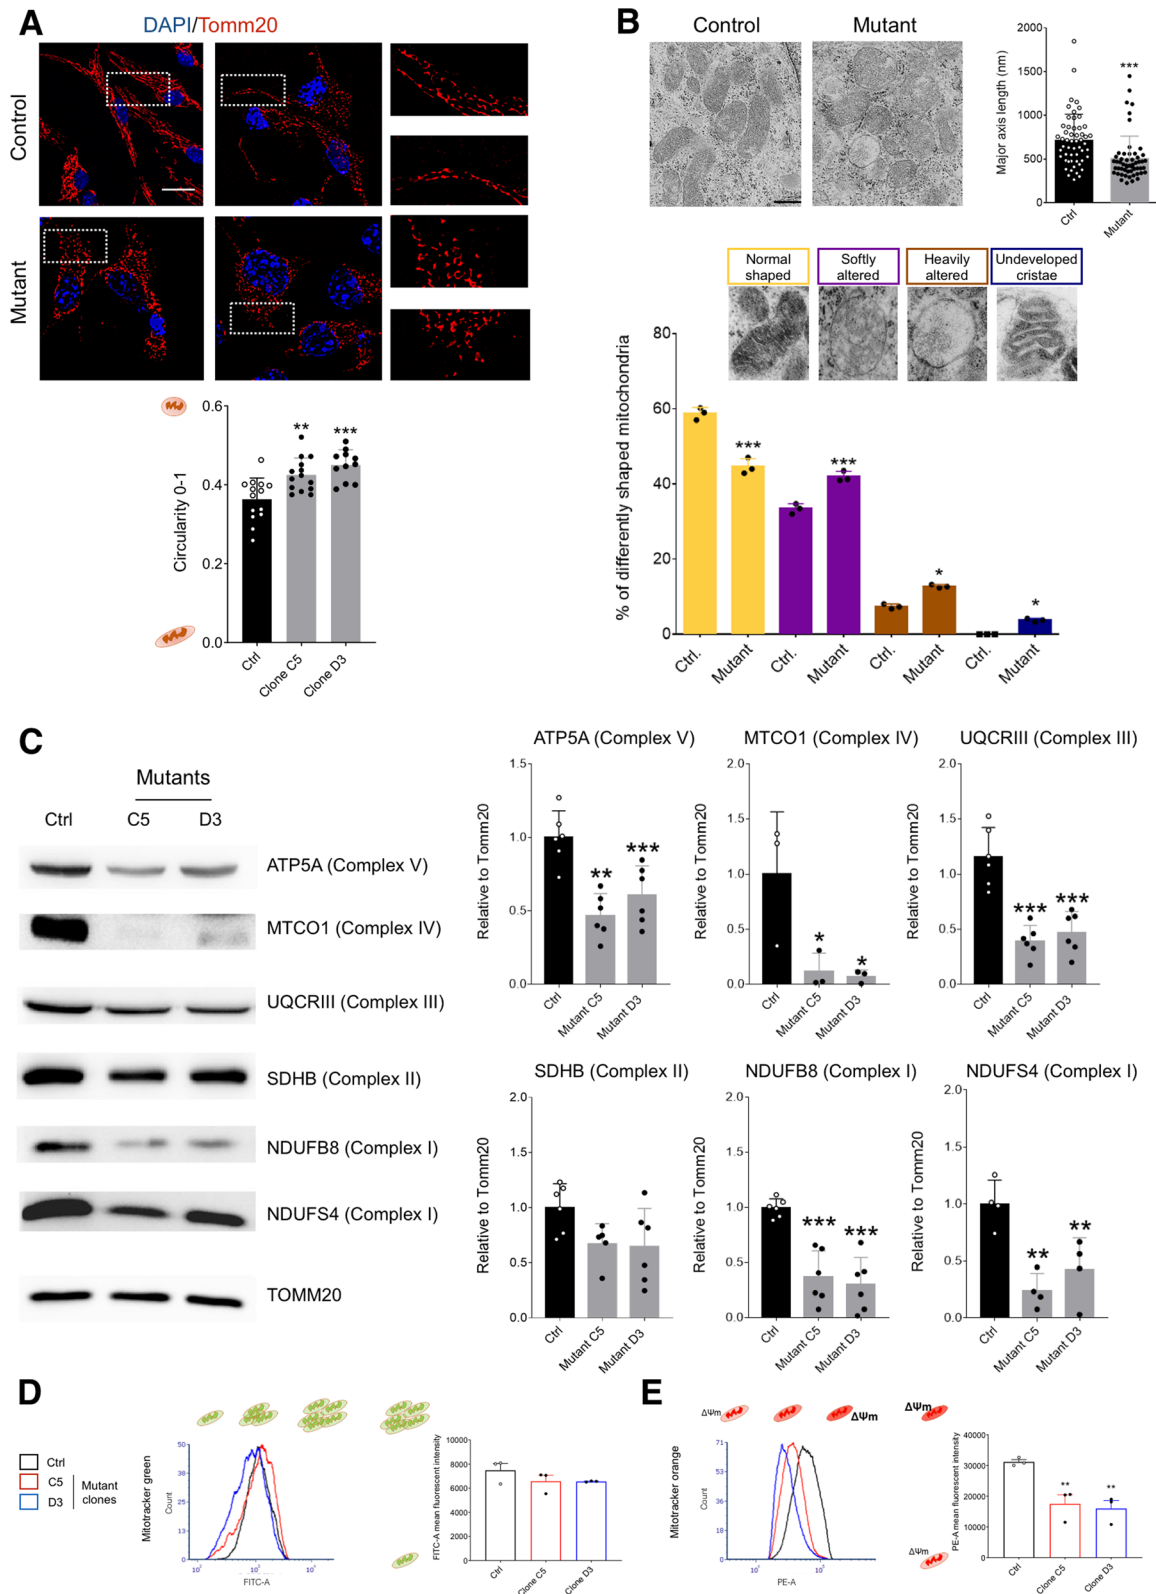 A
DAPI/Tomm20
Control
Mutant
0.6
0.4
0.2
0.0
Circularity 0-1
**
***
Ctrl
Clone C5
Clone D3
B
Control
Mutant
Major axis length (nm)
2000
1500
1000
500
0
***
Ctrl
Mutant
Normal shaped
Softly altered
Heavily altered
Undeveloped cristae
% of differently shaped mitochondria
80
60
40
20
0
***
***
*
*
Ctrl.
Mutant
Ctrl.
Mutant
Ctrl.
Mutant
Ctrl.
Mutant
C
Mutants
Ctrl C5 D3
ATP5A (Complex V)
MTCO1 (Complex IV)
UQCRIII (Complex III)
SDHB (Complex II)
NDUFB8 (Complex I)
NDUFS4 (Complex I)
TOMM20
ATP5A (Complex V)
Relative to Tomm20
1.5
1.0
0.5
0.0
**
***
Ctrl
Mutant C5
Mutant D3
MTCO1 (Complex IV)
Relative to Tomm20
2.0
1.5
1.0
0.5
0.0
*
*
Ctrl
Mutant C5
Mutant D3
UQCRIII (Complex III)
Relative to Tomm20
2.0
1.5
1.0
0.5
0.0
***
***
Ctrl
Mutant C5
Mutant D3
SDHB (Complex II)
Relative to Tomm20
2.0
1.5
1.0
0.5
0.0
Ctrl
Mutant C5
Mutant D3
NDUFB8 (Complex I)
Relative to Tomm20
2.0
1.5
1.0
0.5
0.0
***
***
Ctrl
Mutant C5
Mutant D3
NDUFS4 (Complex I)
Relative to Tomm20
2.0
1.5
1.0
0.5
0.0
**
**
Ctrl
Mutant C5
Mutant D3
D
Ctrl
C5
D3
Mutant clones
Mitotracker green
Count
50
38
25
13
0
FITC-A
FITC-A mean fluorescent intensity
10000
8000
6000
4000
2000
0
Ctrl
Clone C5
Clone D3
E
ΔΨm
ΔΨm
ΔΨm
Mitotracker orange
Count
71
53
36
18
0
PE-A
ΔΨm
PE-A mean fluorescent intensity
40000
30000
20000
10000
0
**
**
Ctrl
Clone C5
Clone D3